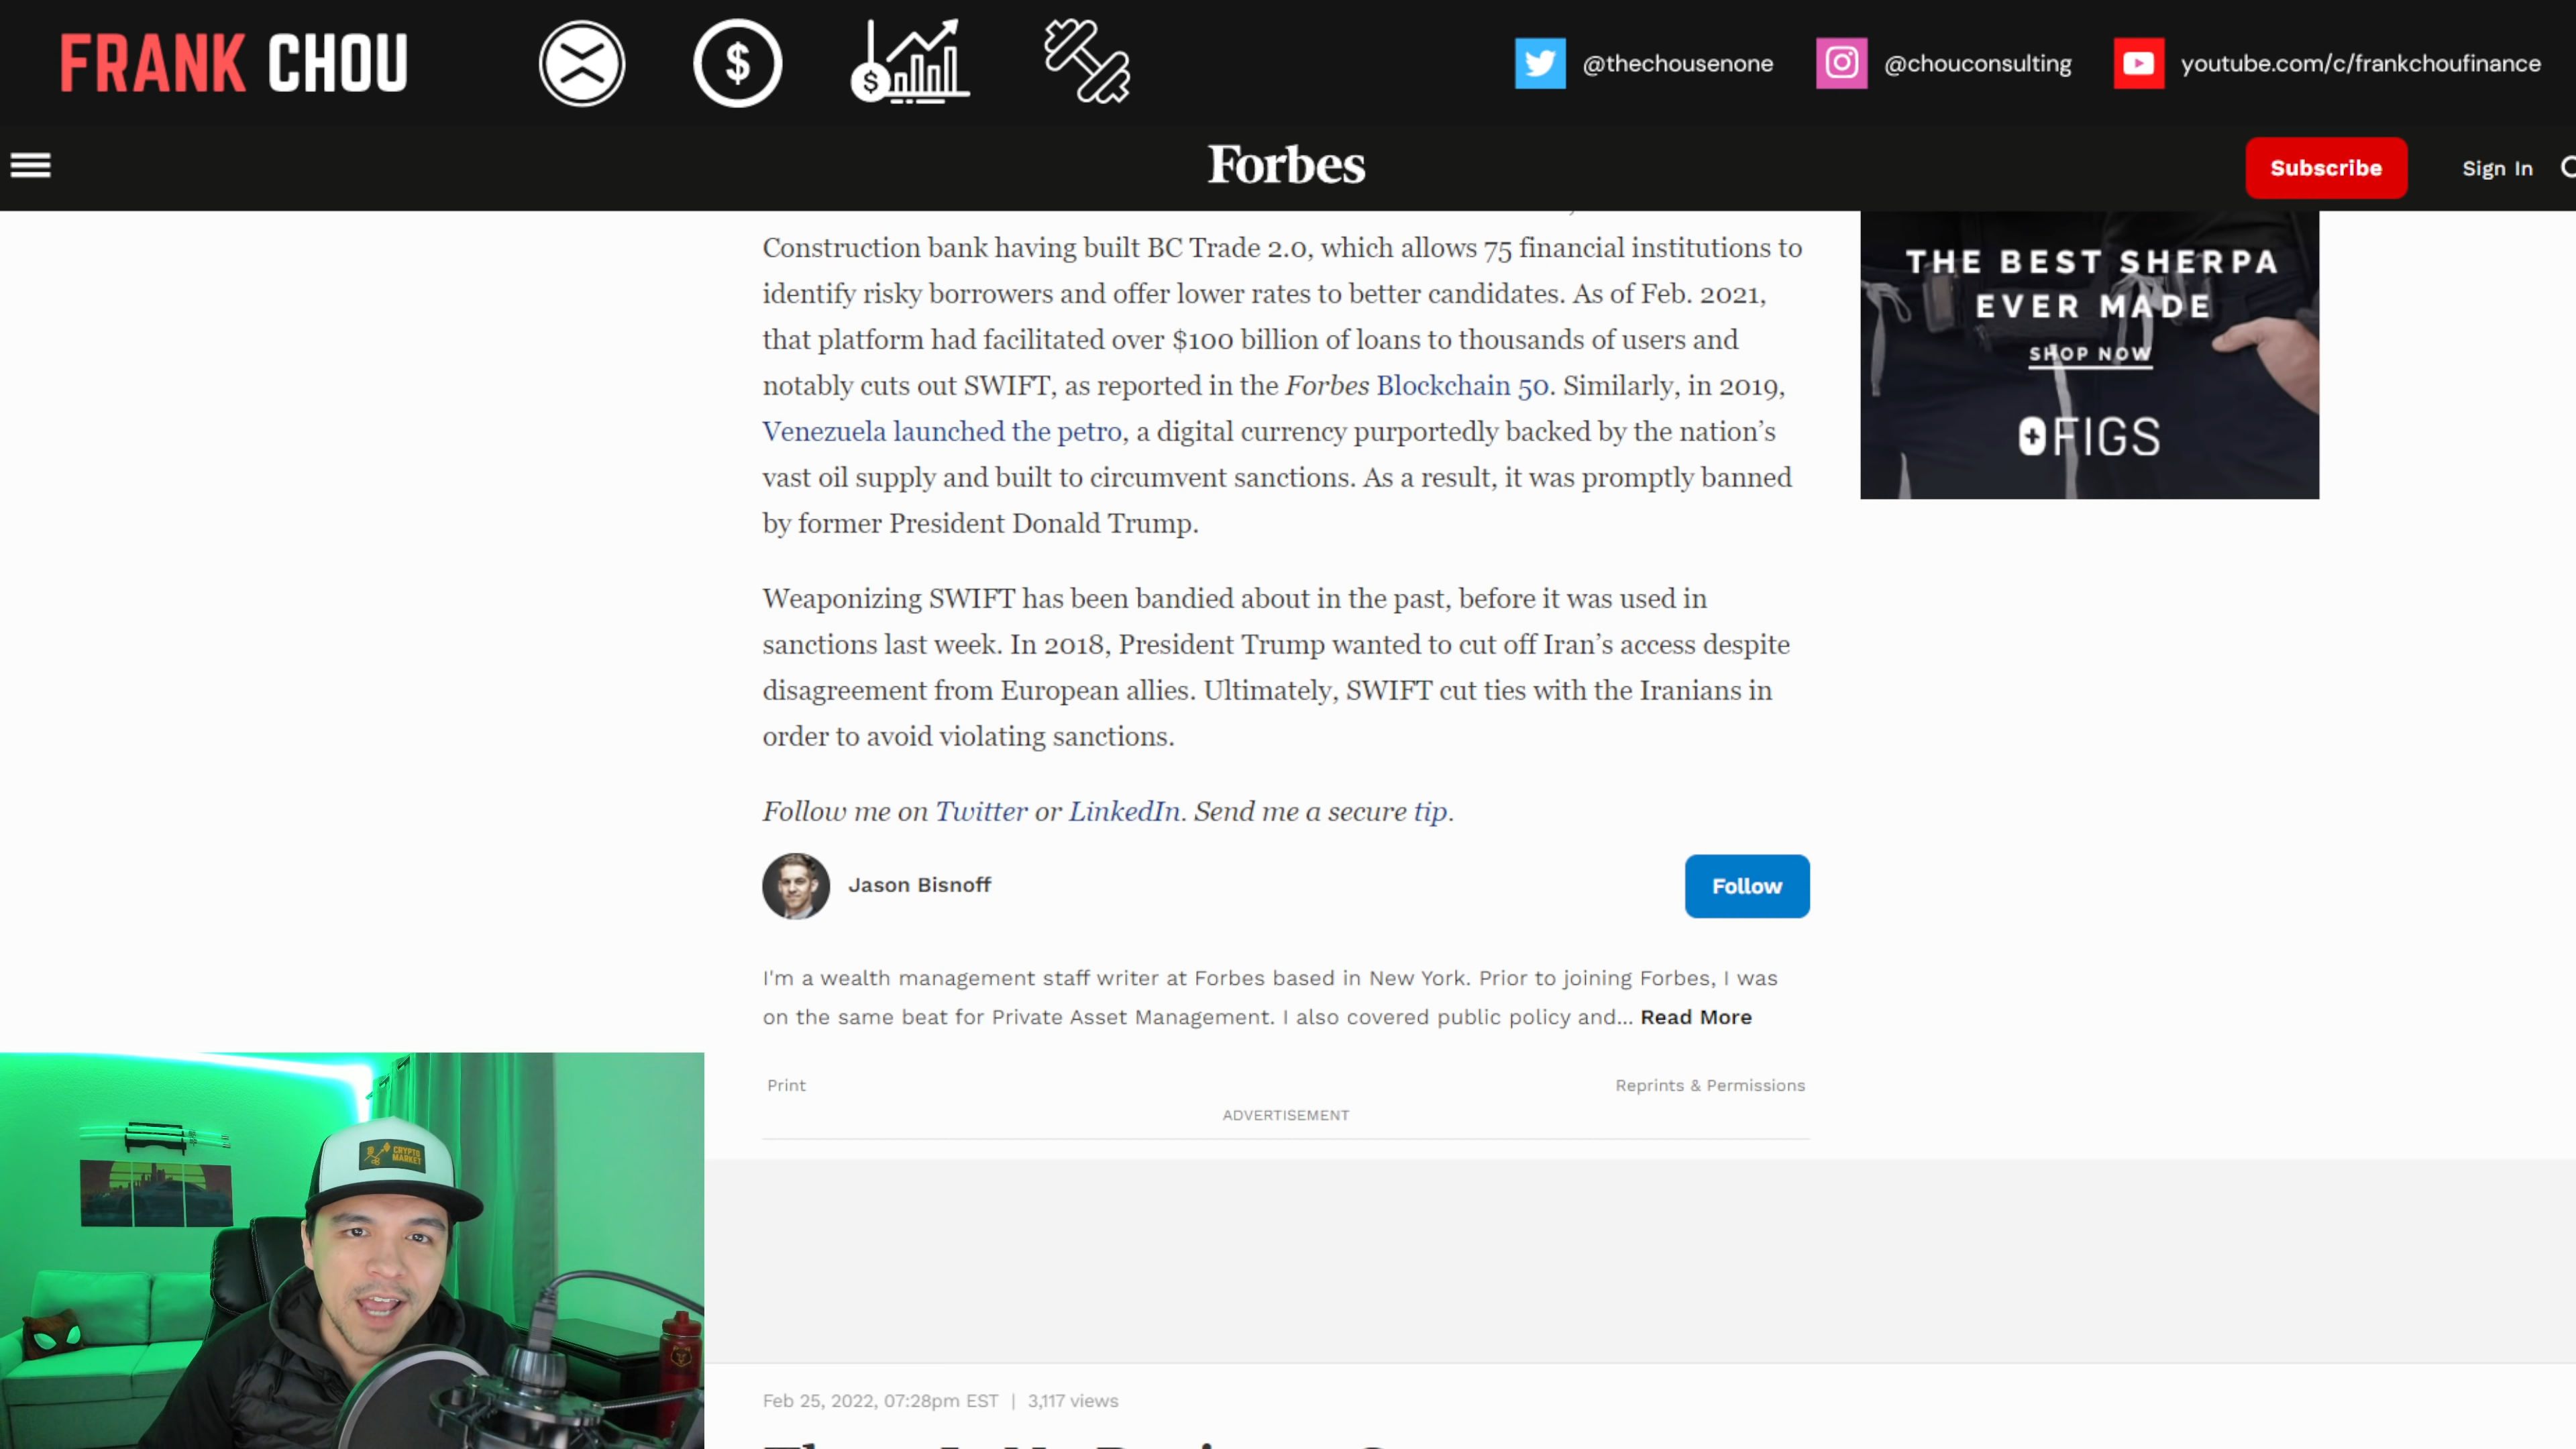 FRANK CHOU
@thechousenone
@chouconsulting
youtube.com/c/frankchoufinance
Forbes
Subscribe
Sign In
Construction bank having built BC Trade 2.0, which allows 75 financial institutions to
identify risky borrowers and offer lower rates to better candidates. As of Feb. 2021,
that platform had facilitated over $100 billion of loans to thousands of users and
notably cuts out SWIFT, as reported in the Forbes Blockchain 50. Similarly, in 2019,
Venezuela launched the petro, a digital currency purportedly backed by the nation’s
vast oil supply and built to circumvent sanctions. As a result, it was promptly banned
by former President Donald Trump.
THE BEST SHERPA
EVER MADE
SHOP NOW
FIGS
Weaponizing SWIFT has been bandied about in the past, before it was used in
sanctions last week. In 2018, President Trump wanted to cut off Iran’s access despite
disagreement from European allies. Ultimately, SWIFT cut ties with the Iranians in
order to avoid violating sanctions.
Follow me on Twitter or LinkedIn. Send me a secure tip.
Jason Bisnoff
Follow
I'm a wealth management staff writer at Forbes based in New York. Prior to joining Forbes, I was
on the same beat for Private Asset Management. I also covered public policy and... Read More
Print
Reprints & Permissions
ADVERTISEMENT
CRYPTO
MARKET
Feb 25, 2022, 07:28pm EST | 3,117 views